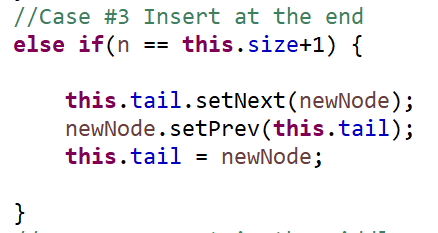 //Case #3 Insert at the end
else if(n == this.size+1) {
this.tail.setNext(newNode);
newNode.setPrev(this.tail);
this.tail = newNode;
}